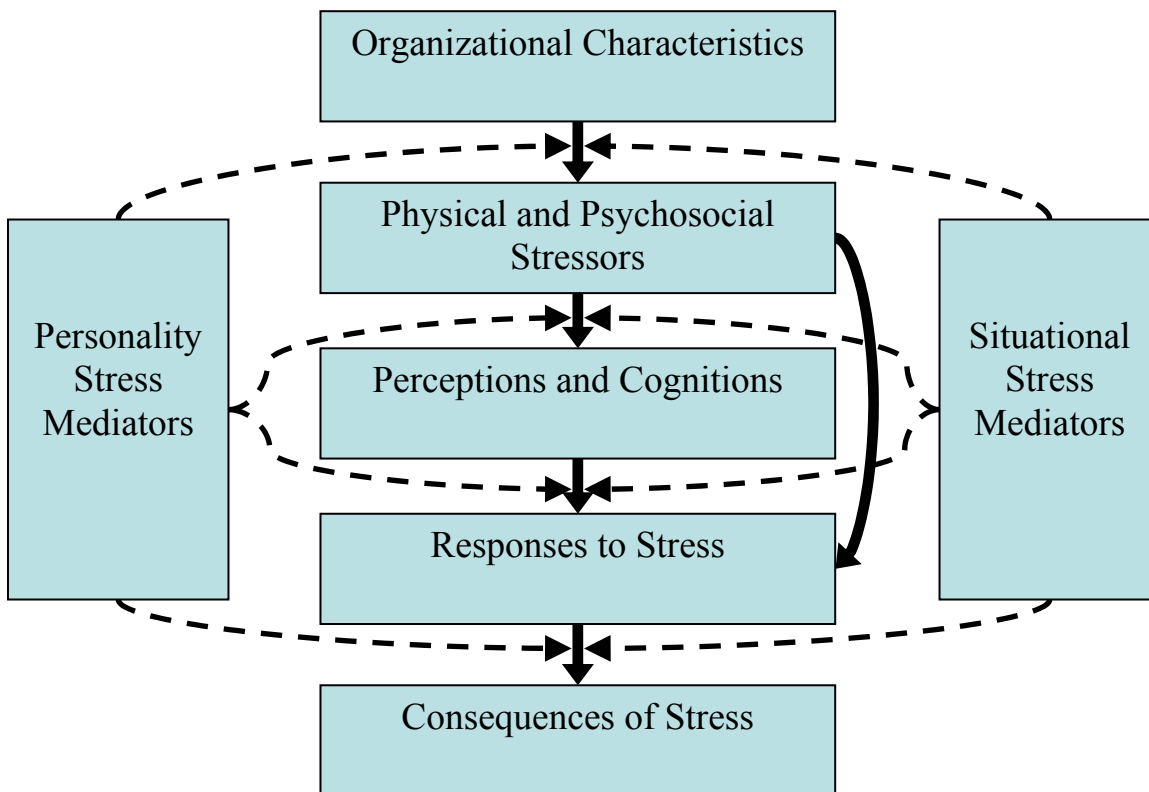 Organizational Characteristics
Physical and Psychosocial
Stressors
Personality
Stress
Mediators
Perceptions and Cognitions
Situational
Stress
Mediators
Responses to Stress
Consequences of Stress